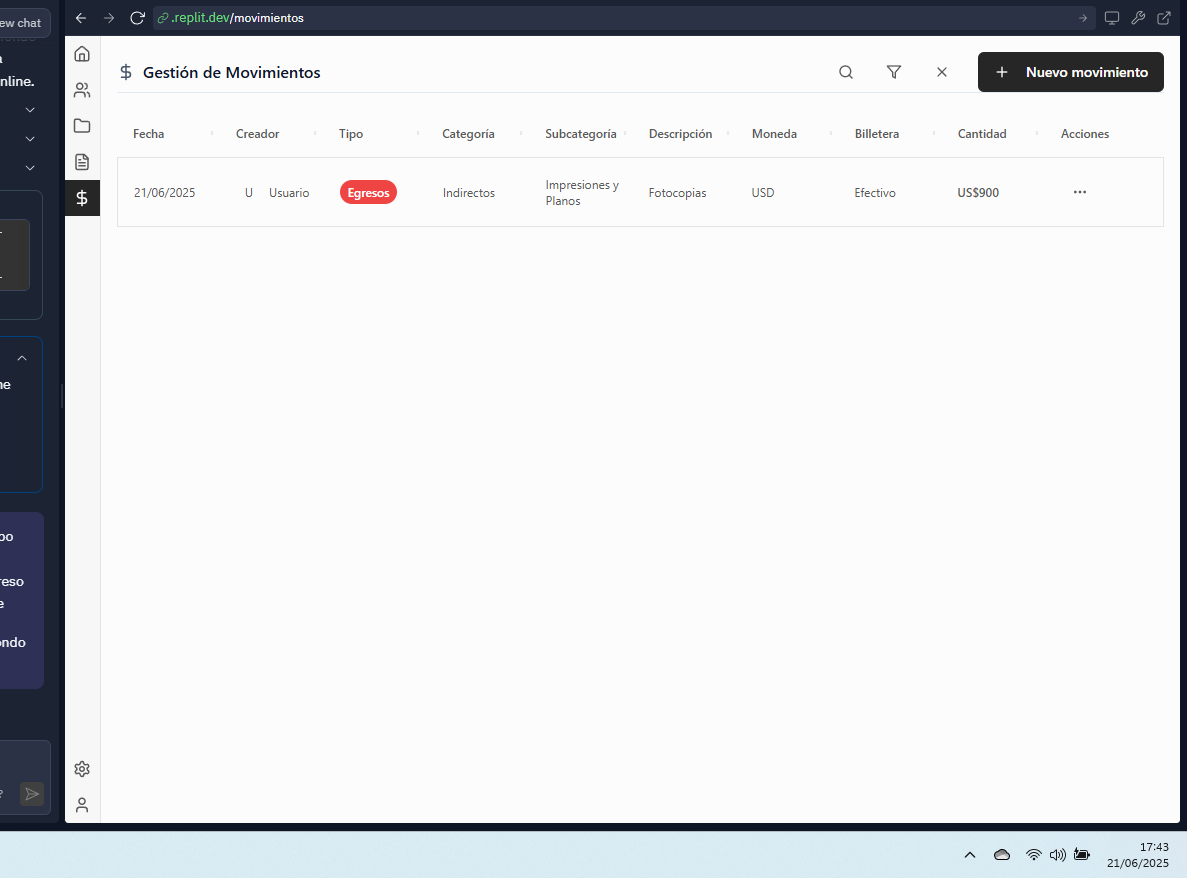 ew chat
.replit.dev/movimientos
nline.
Gestión de Movimientos
Nuevo movimiento
Fecha
Creador
Tipo
Categoría
Subcategoría
Descripción
Moneda
Billetera
Cantidad
Acciones
21/06/2025
U
Usuario
Egresos
Indirectos
Impresiones y
Planos
Fotocopias
USD
Efectivo
US$900
reso
ondo
17:43
21/06/2025